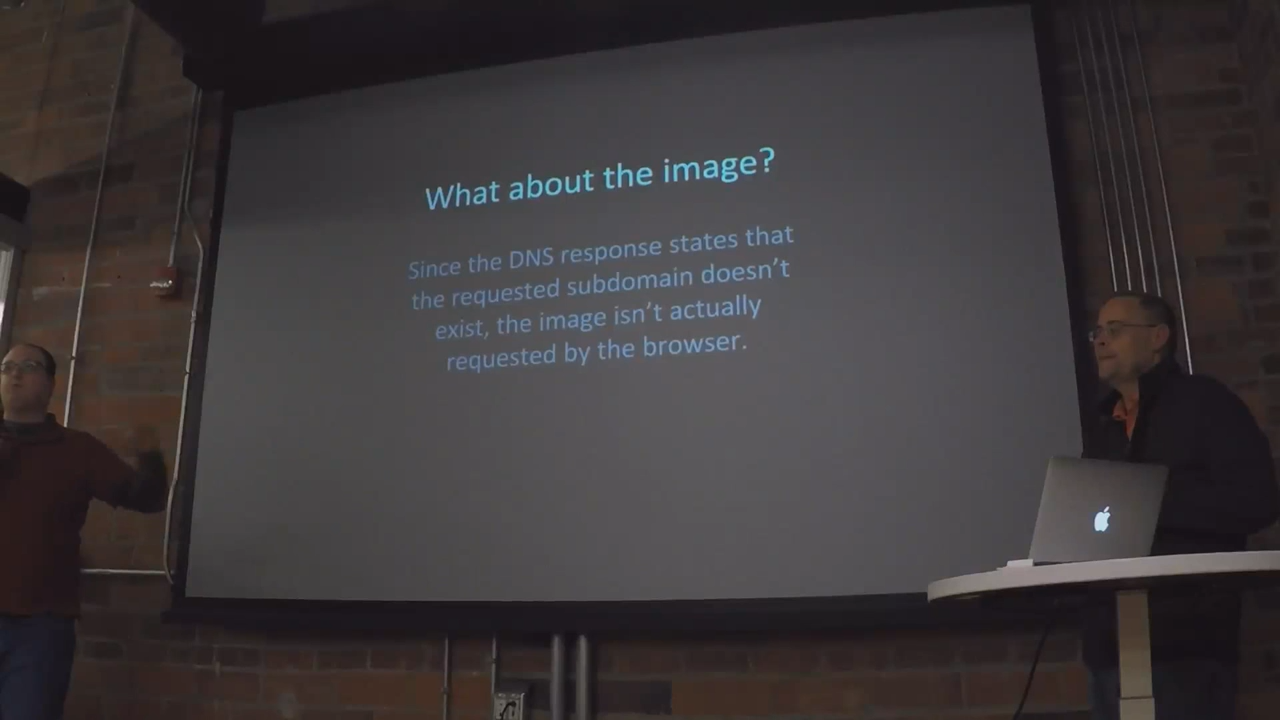 What about the image?
Since the DNS response states that
the requested subdomain doesn't
exist, the image isn't actually
requested by the browser.